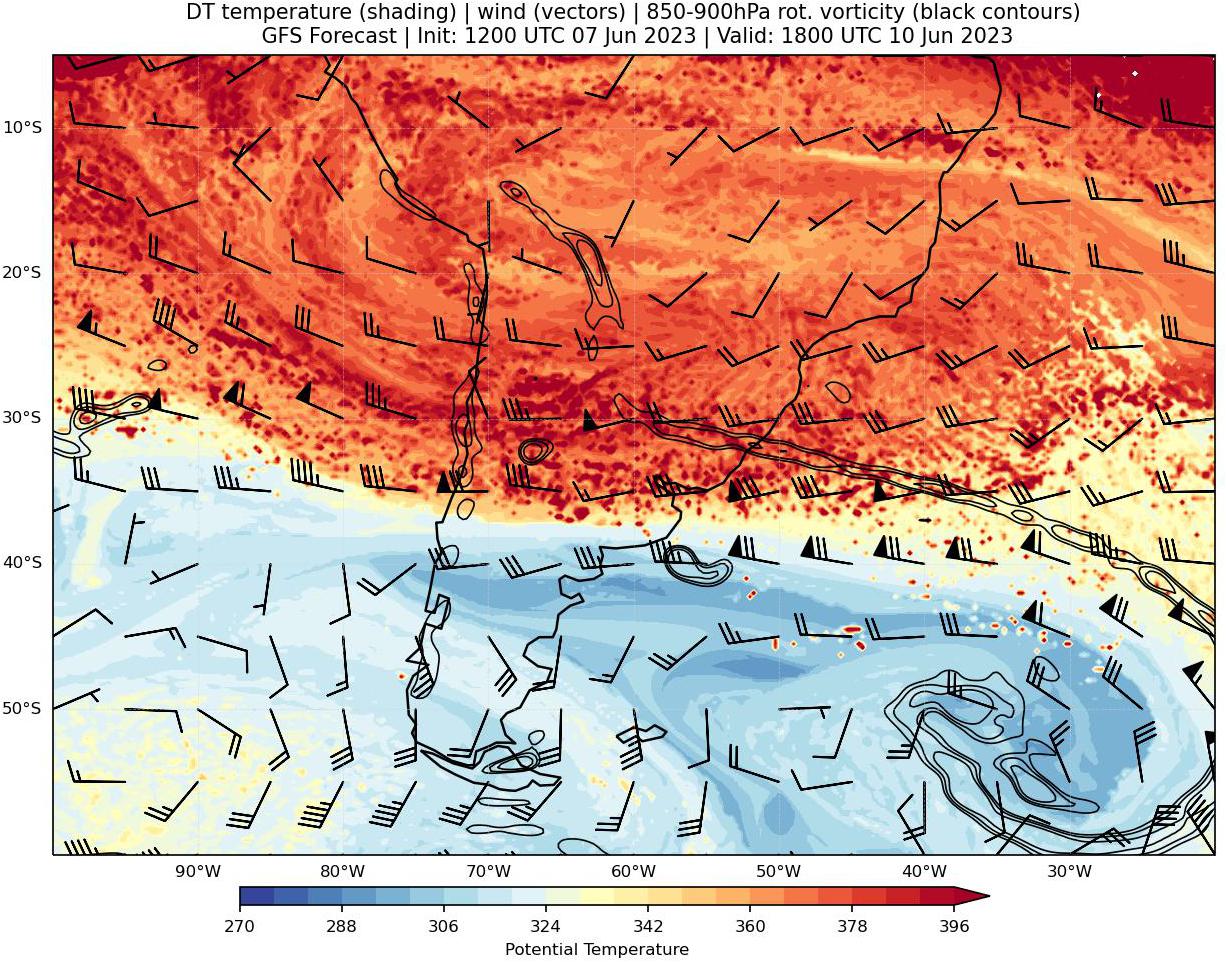 DT temperature (shading) | wind (vectors) | 850-900hPa rot. vorticity (black contours)
GFS Forecast | Init: 1200 UTC 07 Jun 2023 | Valid: 1800 UTC 10 Jun 2023
10°S
20°S
30°S
40°S
50°S
90°W 80°W 70°W 60°W 50°W 40°W 30°W
270 288 306 324 342 360 378 396
Potential Temperature